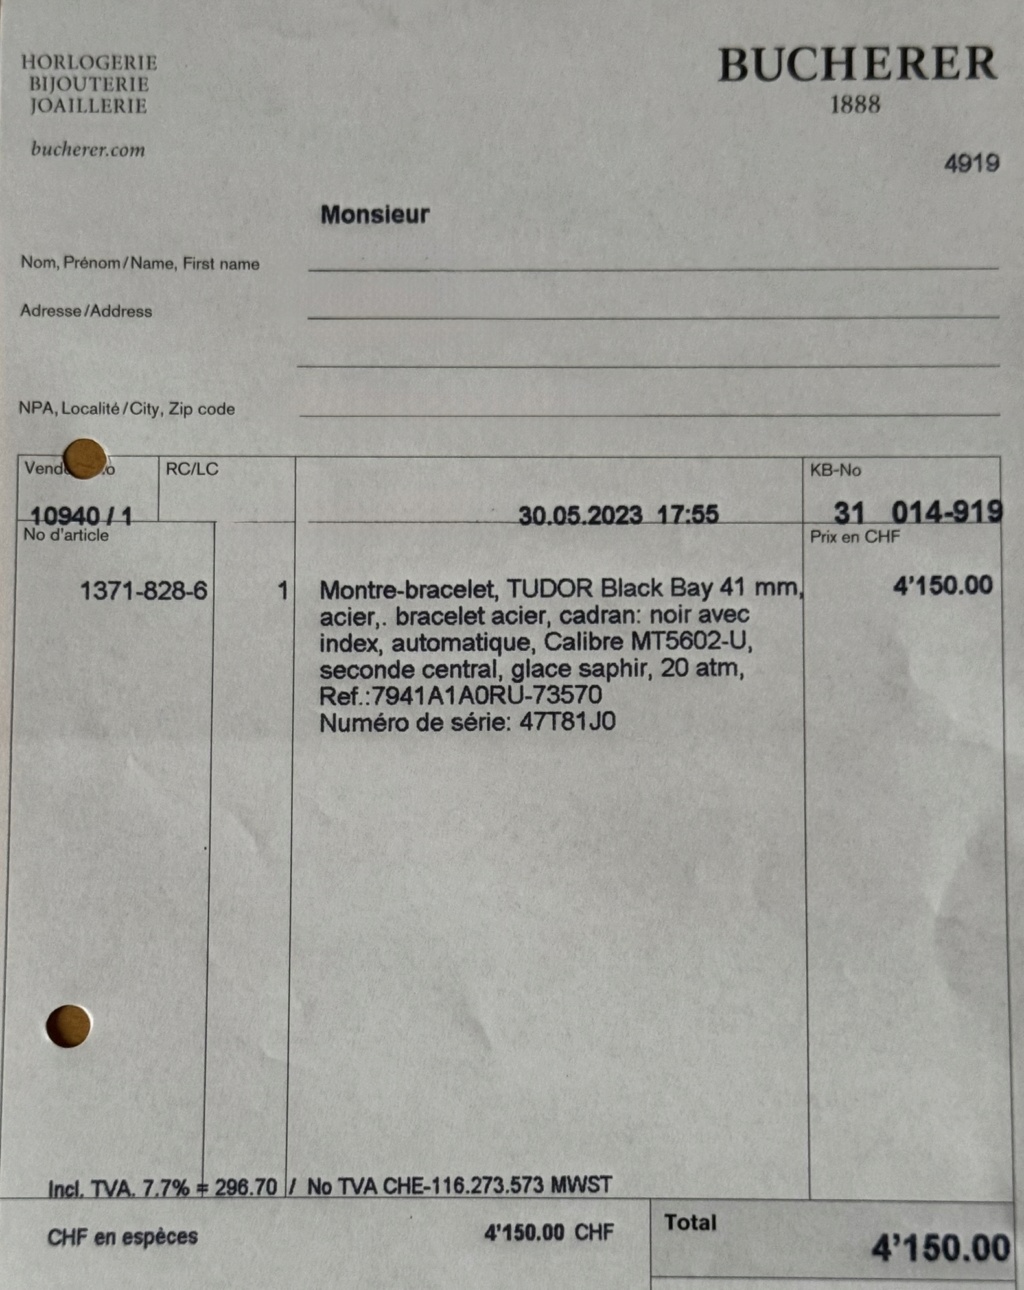 HORLOGERIE
BIJOUTERIE
JOAILLERIE
bucherer.com
BUCHERER
1888
4919
Monsieur
Nom, Prénom/Name, First name
Adresse/Address
NPA, Localité/City, Zip code
RC/LC
KB-No
10940 / 1
30.05.2023 17:55
31 014-919
No d'article
Prix en CHF
1371-828-6 1 Montre-bracelet, TUDOR Black Bay 41 mm, 4'150.00
acier,. bracelet acier, cadran: noir avec
index, automatique, Calibre MT5602-U,
seconde central, glace saphir, 20 atm,
Ref.:7941A1A0RU-73570
Numéro de série: 47T81J0
Incl. TVA. 7.7% = 296.70 / No TVA CHE-116.273.573 MWST
CHF en espèces 4'150.00 CHF
Total
4'150.00